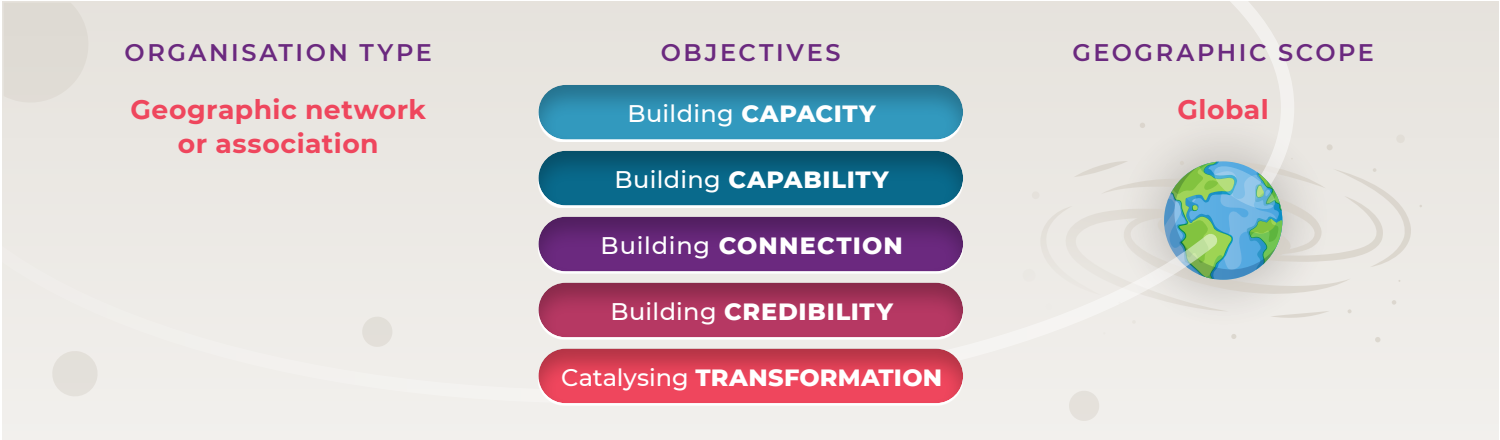 ORGANISATION TYPE
Geographic network
or association
OBJECTIVES
Building CAPACITY
Building CAPABILITY
Building CONNECTION
Building CREDIBILITY
Catalysing TRANSFORMATION
GEOGRAPHIC SCOPE
Global